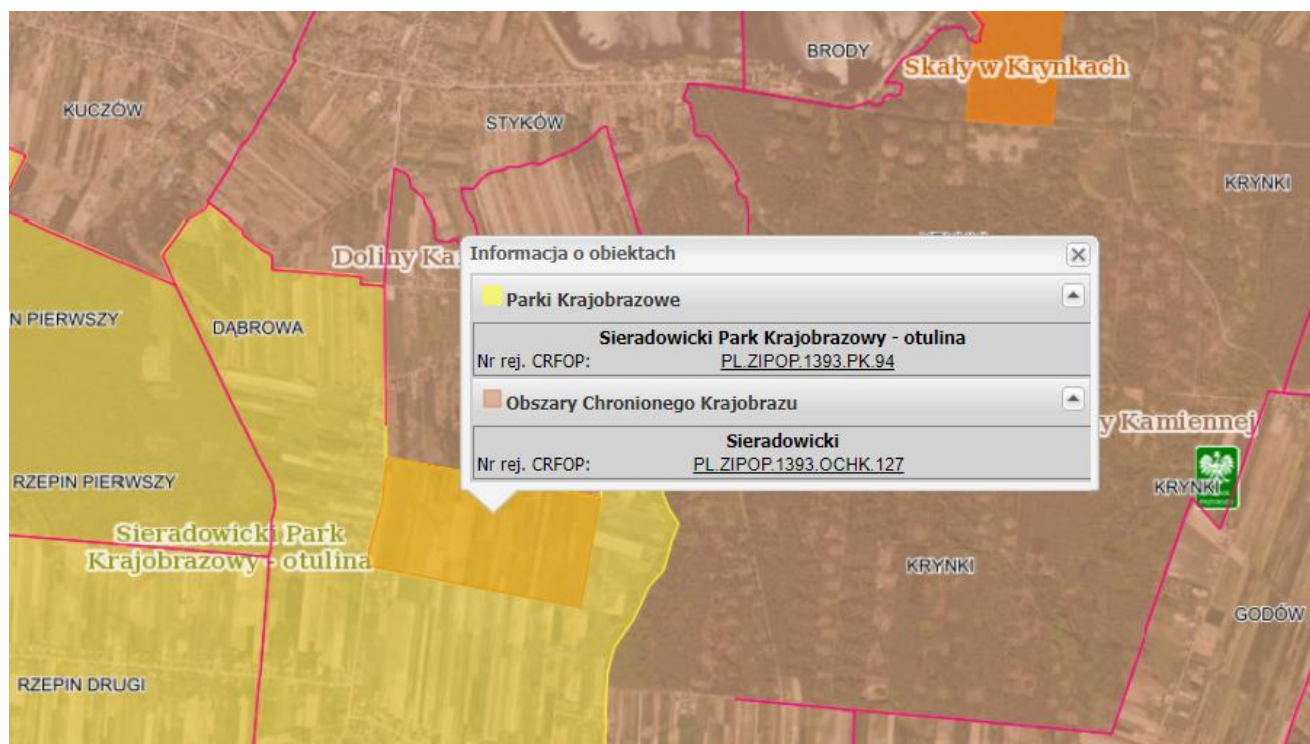 BRODY
Skały w Krynkach
KUCZÓW
STYKÓW
KRYNKI
Doliny Ka
Informacja o obiektach
Parki Krajobrazowe
N PIERWSZY
DĄBROWA
Sieradowicki Park Krajobrazowy - otulina
Nr rej. CRFOP: PL.ZIPOP.1393.PK.94
Obszary Chronionego Krajobrazu
y Kamiennej
Sieradowicki
Nr rej. CRFOP: PL.ZIPOP.1393.OCHK.127
RZEPIN PIERWSZY
KRYNKI
Sieradowicki Park
Krajobrazowy - otulina
KRYNKI
GODÓW
RZEPIN DRUGI